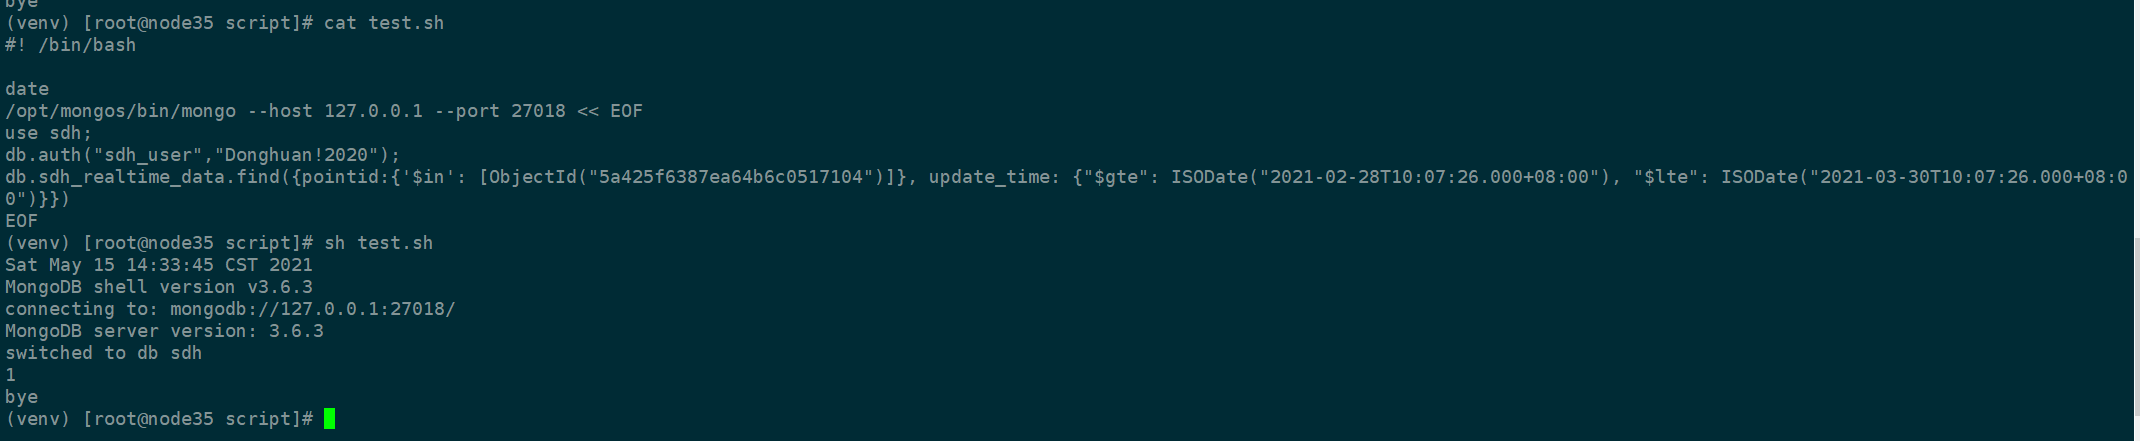 bye
(venv) [root@node35 script]# cat test.sh
#! /bin/bash
date
/opt/mongos/bin/mongo --host 127.0.0.1 --port 27018 << EOF
use sdh;
db.auth("sdh_user","Donghuan!2020");
db.sdh_realtime_data.find({pointid:{'$in': [ObjectId("5a425f6387ea64b6c0517104")]}, update_time: {"$gte": ISODate("2021-02-28T10:07:26.000+08:00"), "$lte": ISODate("2021-03-30T10:07:26.000+08:0
0")}})
EOF
(venv) [root@node35 script]# sh test.sh
Sat May 15 14:33:45 CST 2021
MongoDB shell version v3.6.3
connecting to: mongodb://127.0.0.1:27018/
MongoDB server version: 3.6.3
switched to db sdh
1
bye
(venv) [root@node35 script]#